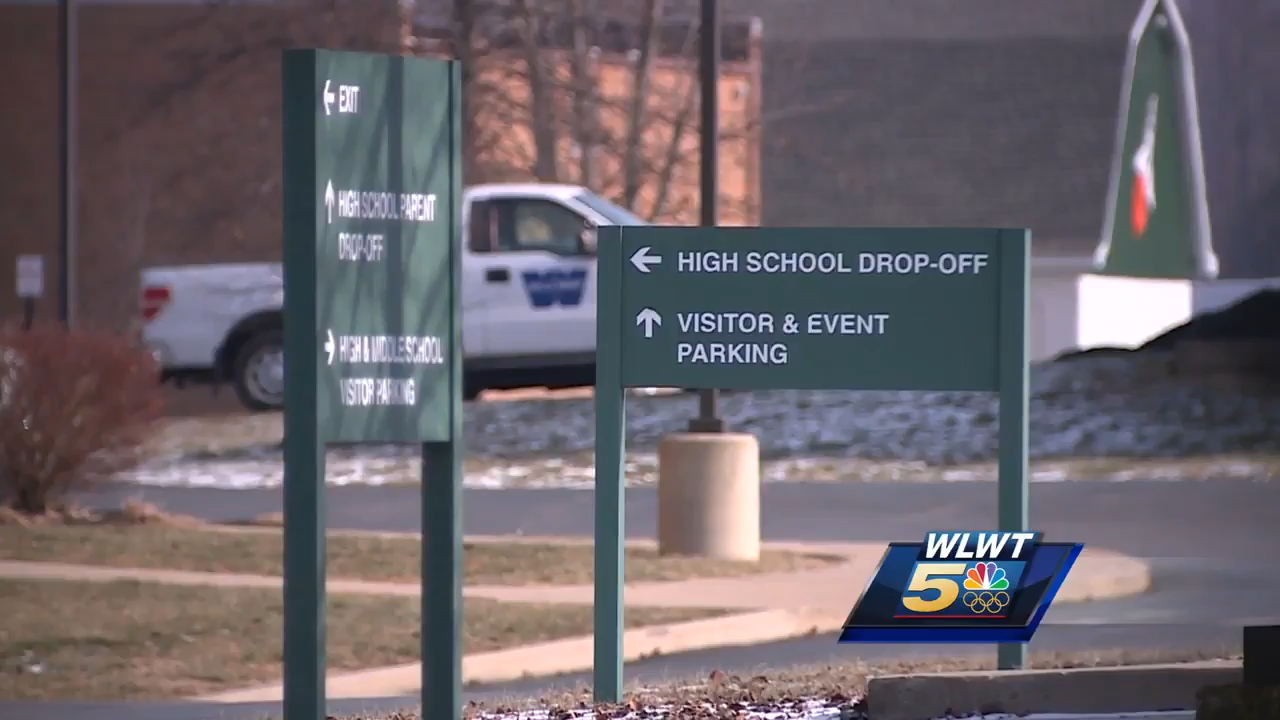 ← EXIT
↑ HIGH SCHOOL PARENT
DROP-OFF
→ HIGH & MIDDLE SCHOOL
VISITOR PARKING
← HIGH SCHOOL DROP-OFF
↑ VISITOR & EVENT
PARKING
WLWT
5